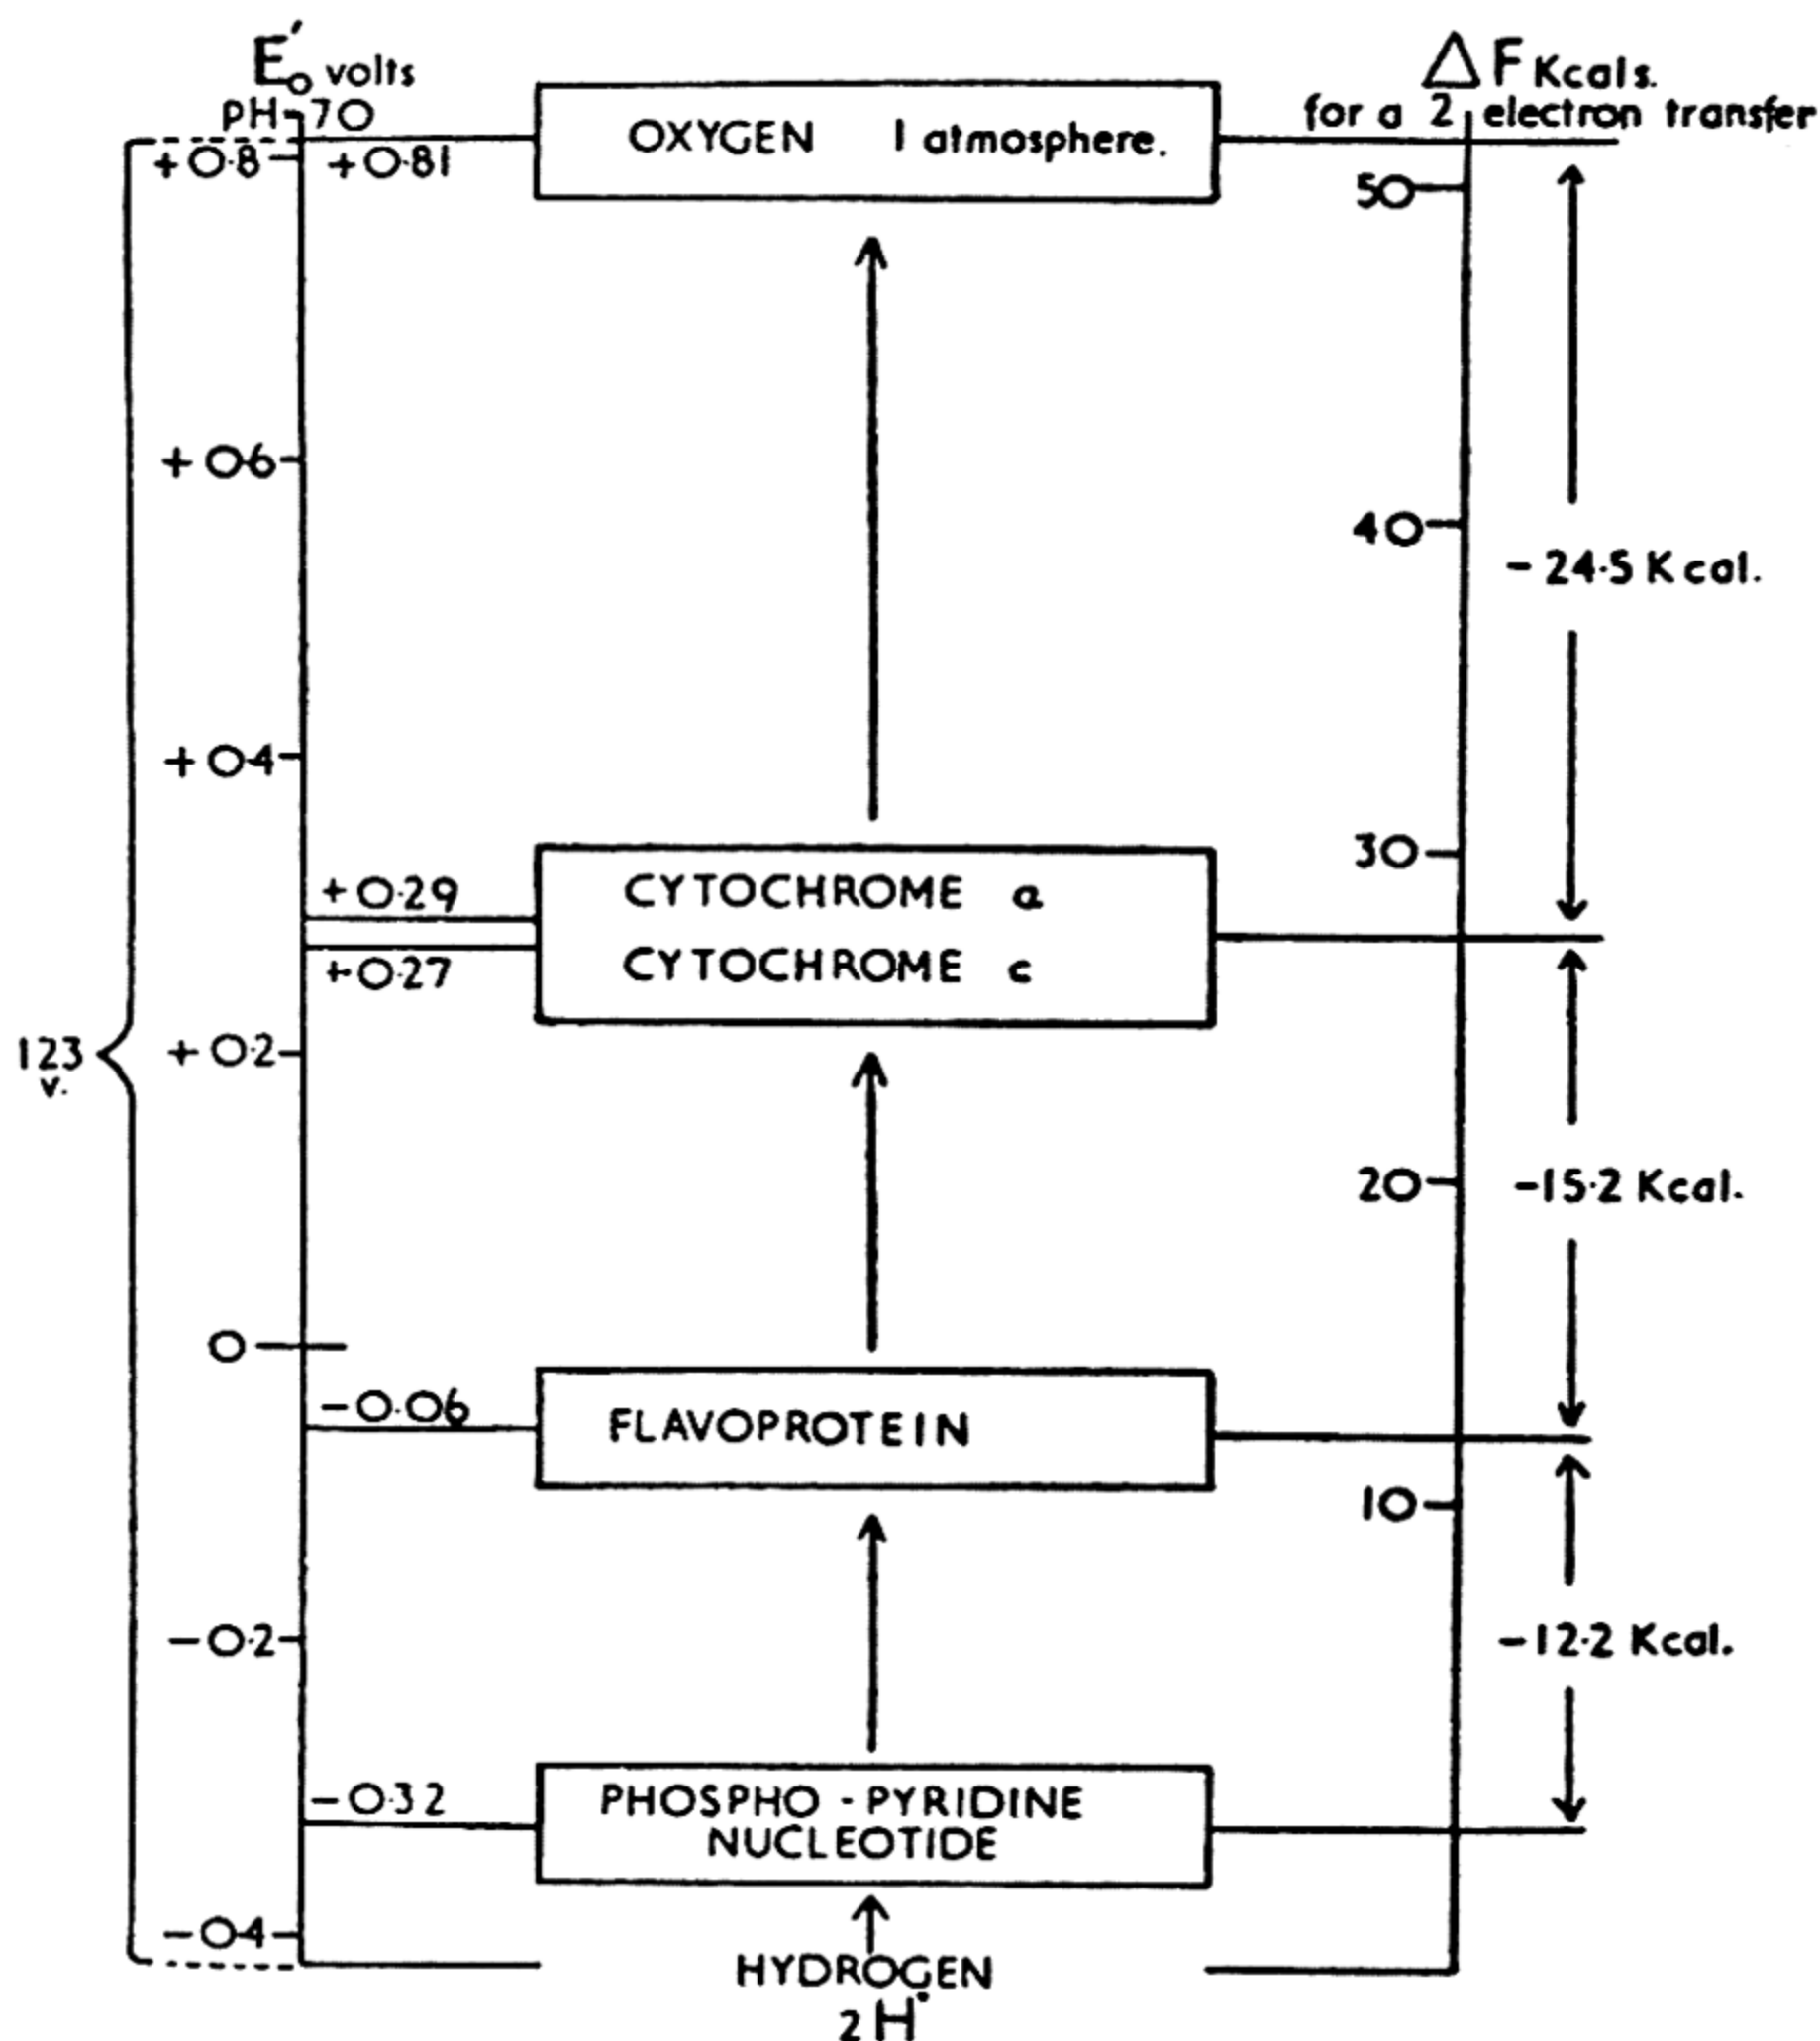 E'₀ volts
pH 7·0
+0·8
+0·81
OXYGEN 1 atmosphere.
ΔF Kcals.
for a 2 electron transfer
50
+0·6
40
-24·5 Kcal.
+0·4
30
+0·29
CYTOCHROME a
CYTOCHROME c
+0·27
123
v.
+0·2
20
-15·2 Kcal.
0
-0·06
FLAVOPROTEIN
10
-0·2
-12·2 Kcal.
-0·32
PHOSPHO-PYRIDINE
NUCLEOTIDE
-0·4
HYDROGEN
2H·